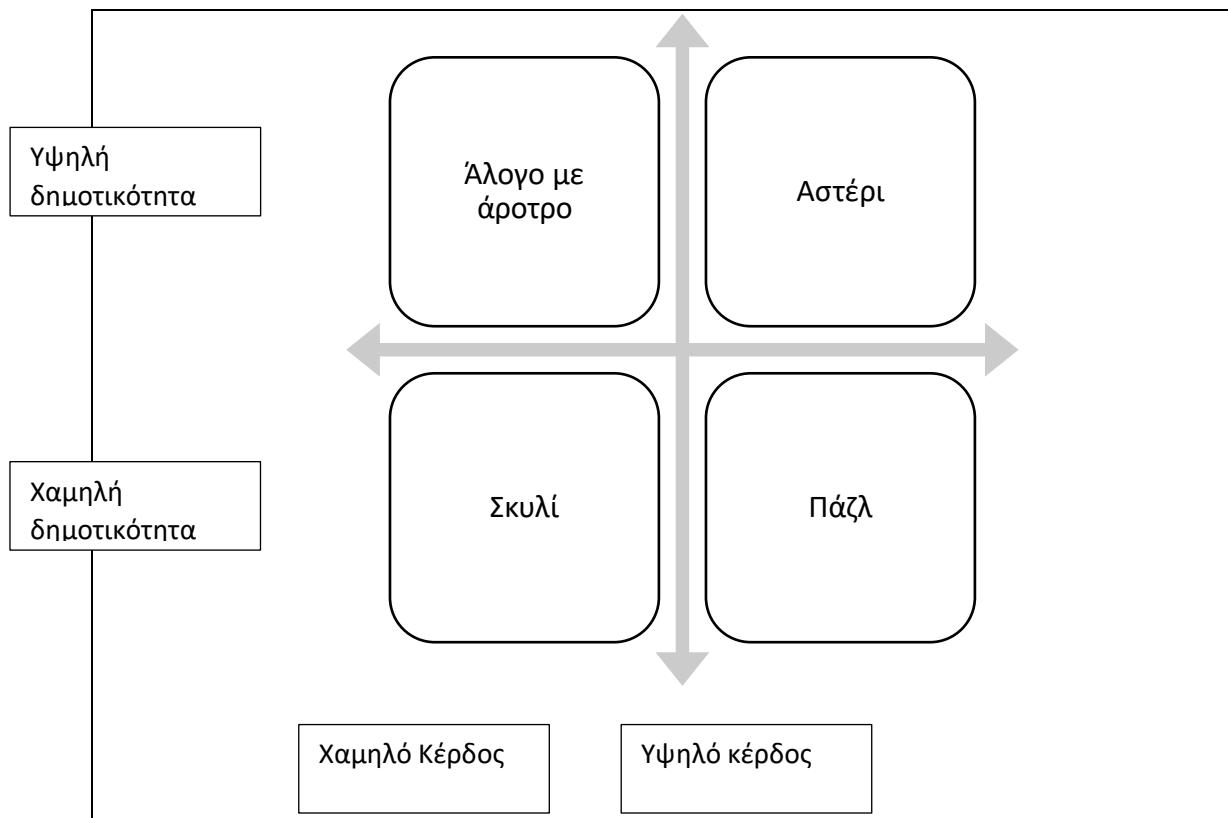 Υψηλή
δημοτικότητα
Άλογο με
άροτρο
Αστέρι
Χαμηλή
δημοτικότητα
Σκυλί
Πάζλ
Χαμηλό Κέρδος
Υψηλό κέρδος